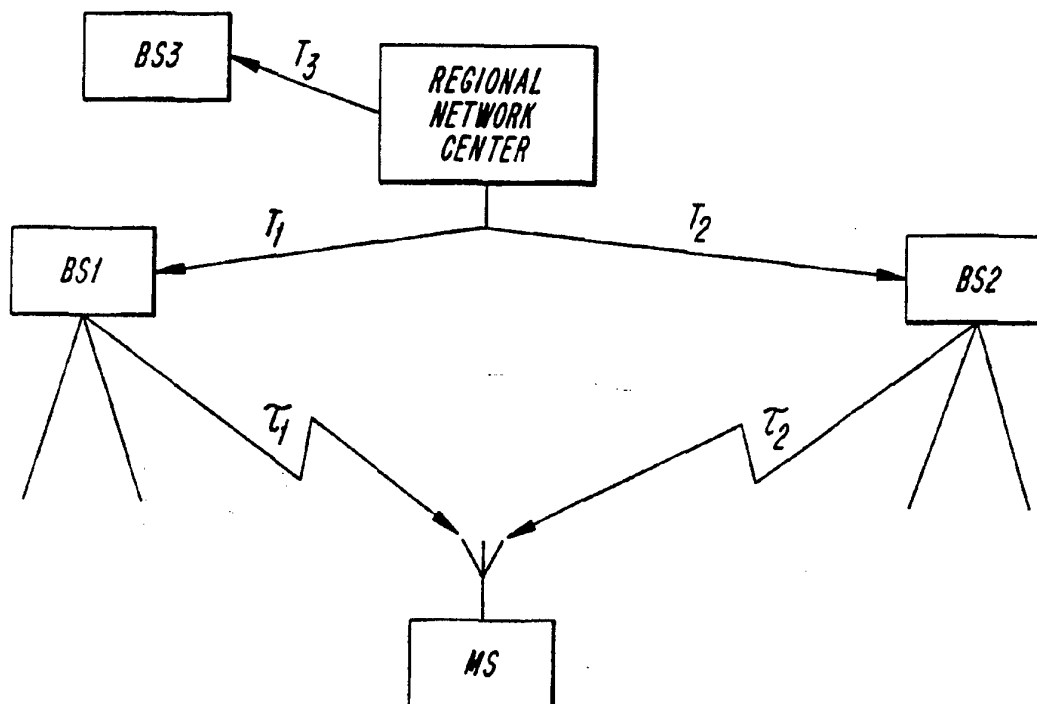 BS3
T3
REGIONAL
NETWORK
CENTER
T1
T2
BS1
BS2
τ1
τ2
MS